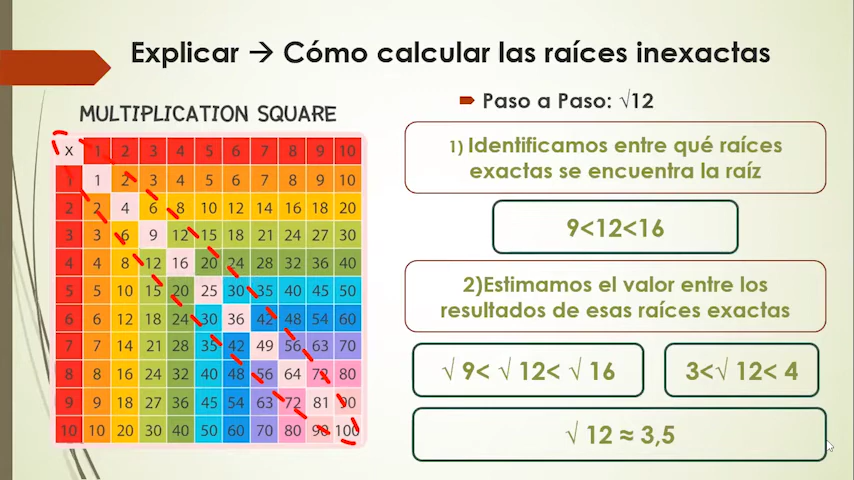 Explicar → Cómo calcular las raíces inexactas
MULTIPLICATION SQUARE
x 1 2 3 4 5 6 7 8 9 10
1 1 2 3 4 5 6 7 8 9 10
2 2 4 6 8 10 12 14 16 18 20
3 3 6 9 12 15 18 21 24 27 30
4 4 8 12 16 20 24 28 32 36 40
5 5 10 15 20 25 30 35 40 45 50
6 6 12 18 24 30 36 42 48 54 60
7 7 14 21 28 35 42 49 56 63 70
8 8 16 24 32 40 48 56 64 72 80
9 9 18 27 36 45 54 63 72 81 90
10 10 20 30 40 50 60 70 80 90 100
Paso a Paso: √12
1) Identificamos entre qué raíces
exactas se encuentra la raíz
9<12<16
2)Estimamos el valor entre los
resultados de esas raíces exactas
√ 9< √ 12< √ 16
3<√ 12< 4
√ 12 ≈ 3,5